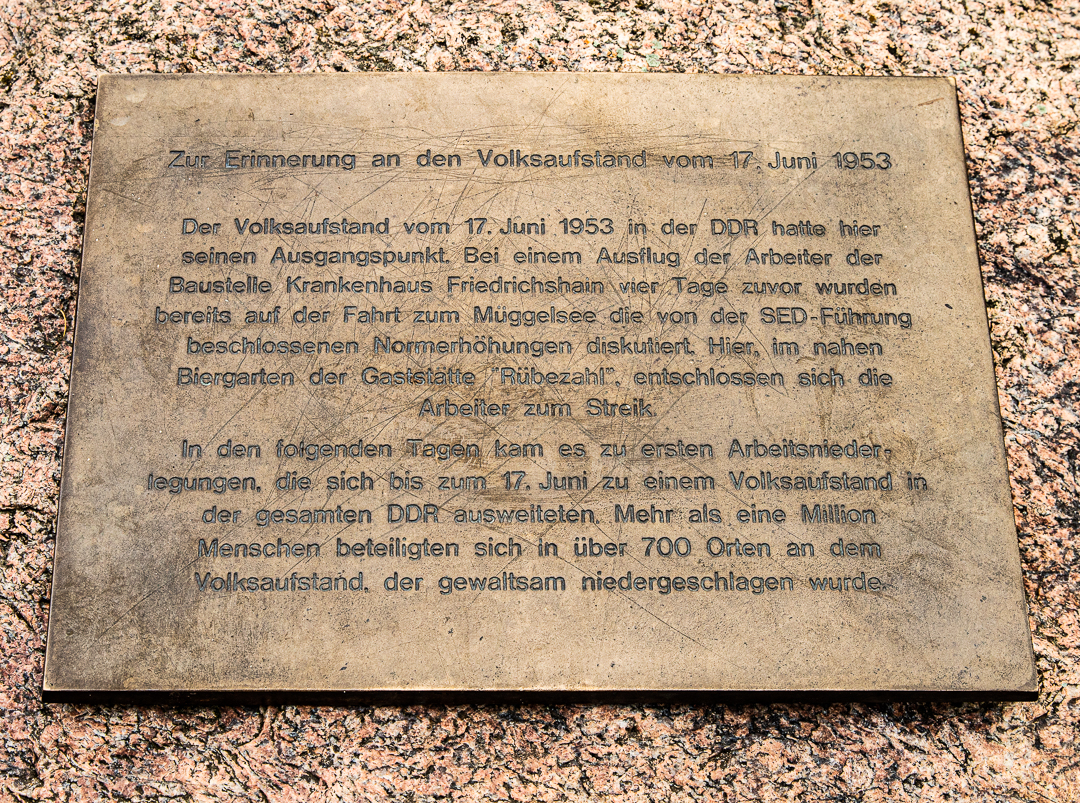 Zur Erinnerung an den Volksaufstand vom 17. Juni 1953
Der Volksaufstand vom 17. Juni 1953 in der DDR hatte hier
seinen Ausgangspunkt. Bei einem Ausflug der Arbeiter der
Baustelle Krankenhaus Friedrichshain vier Tage zuvor wurden
bereits auf der Fahrt zum Müggelsee die von der SED-Führung
beschlossenen Normerhöhungen diskutiert. Hier, im nahen
Biergarten der Gaststätte "Rübezahl", entschlossen sich die
Arbeiter zum Streik.
In den folgenden Tagen kam es zu ersten Arbeitsnieder-
legungen, die sich bis zum 17. Juni zu einem Volksaufstand in
der gesamten DDR ausweiteten. Mehr als eine Million
Menschen beteiligten sich in über 700 Orten an dem
Volksaufstand, der gewaltsam niedergeschlagen wurde.